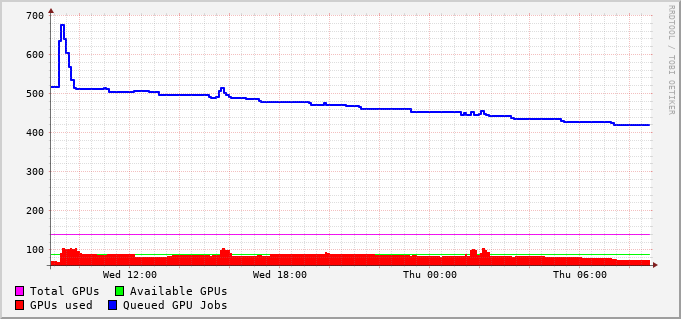 700
600
500
400
300
200
100
Wed 12:00 Wed 18:00 Thu 00:00 Thu 06:00
Total GPUs Available GPUs
GPUs used Queued GPU Jobs
RRDTOOL / TOBI OETIKER